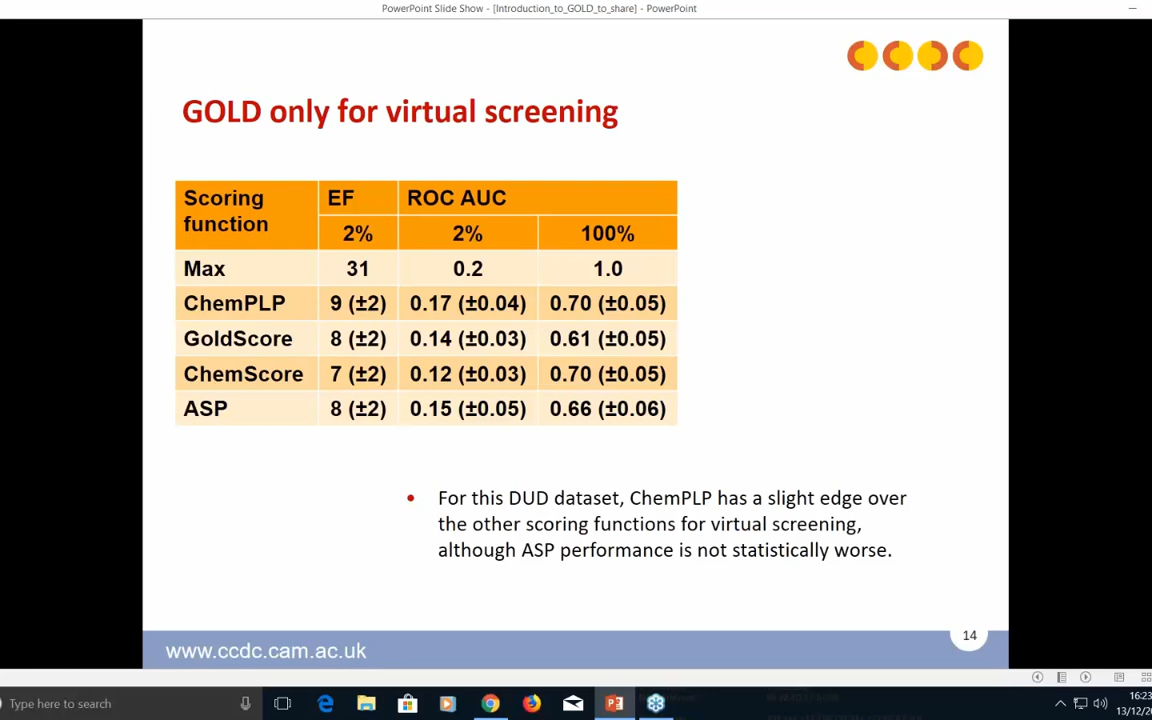 PowerPoint Slide Show - [Introduction_to_GOLD_to_share] - PowerPoint
GOLD only for virtual screening
Scoring function EF ROC AUC
2% 2% 100%
Max 31 0.2 1.0
ChemPLP 9 (±2) 0.17 (±0.04) 0.70 (±0.05)
GoldScore 8 (±2) 0.14 (±0.03) 0.61 (±0.05)
ChemScore 7 (±2) 0.12 (±0.03) 0.70 (±0.05)
ASP 8 (±2) 0.15 (±0.05) 0.66 (±0.06)
• For this DUD dataset, ChemPLP has a slight edge over
the other scoring functions for virtual screening,
although ASP performance is not statistically worse.
14
www.ccdc.cam.ac.uk
Type here to search
16:23
13/12/20